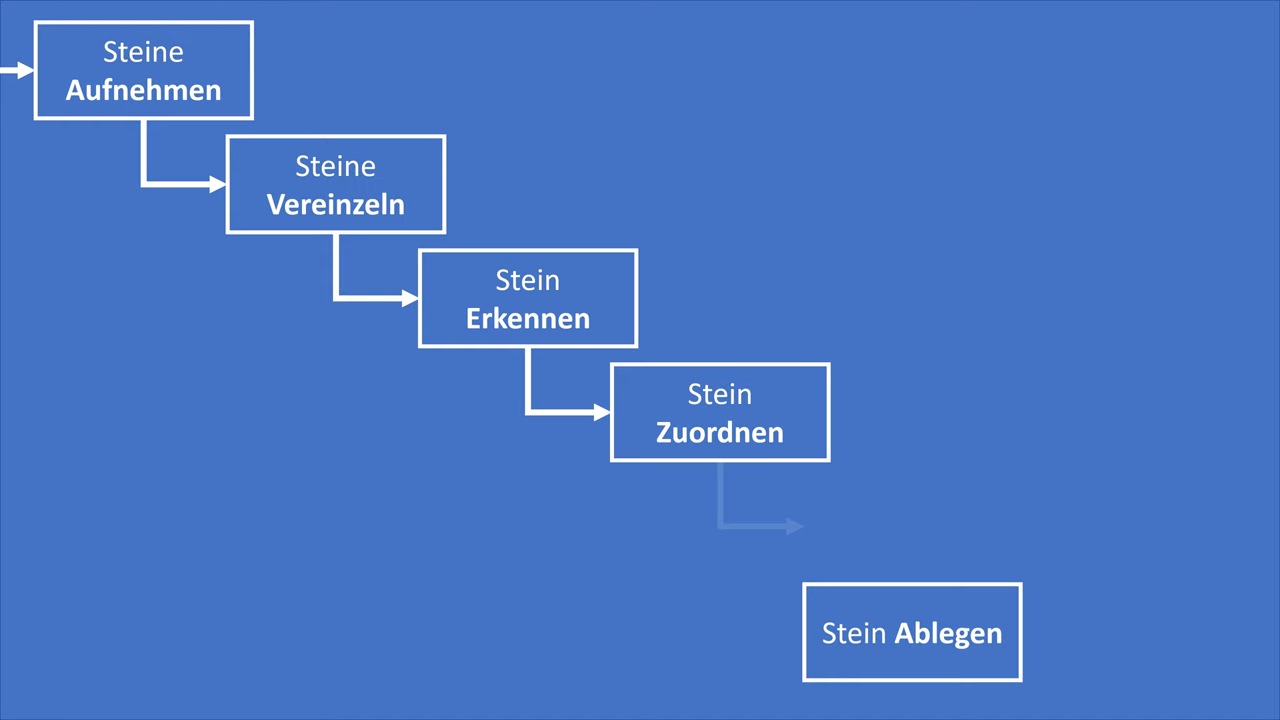 Steine
Aufnehmen
Steine
Vereinzeln
Stein
Erkennen
Stein
Zuordnen
Stein Ablegen